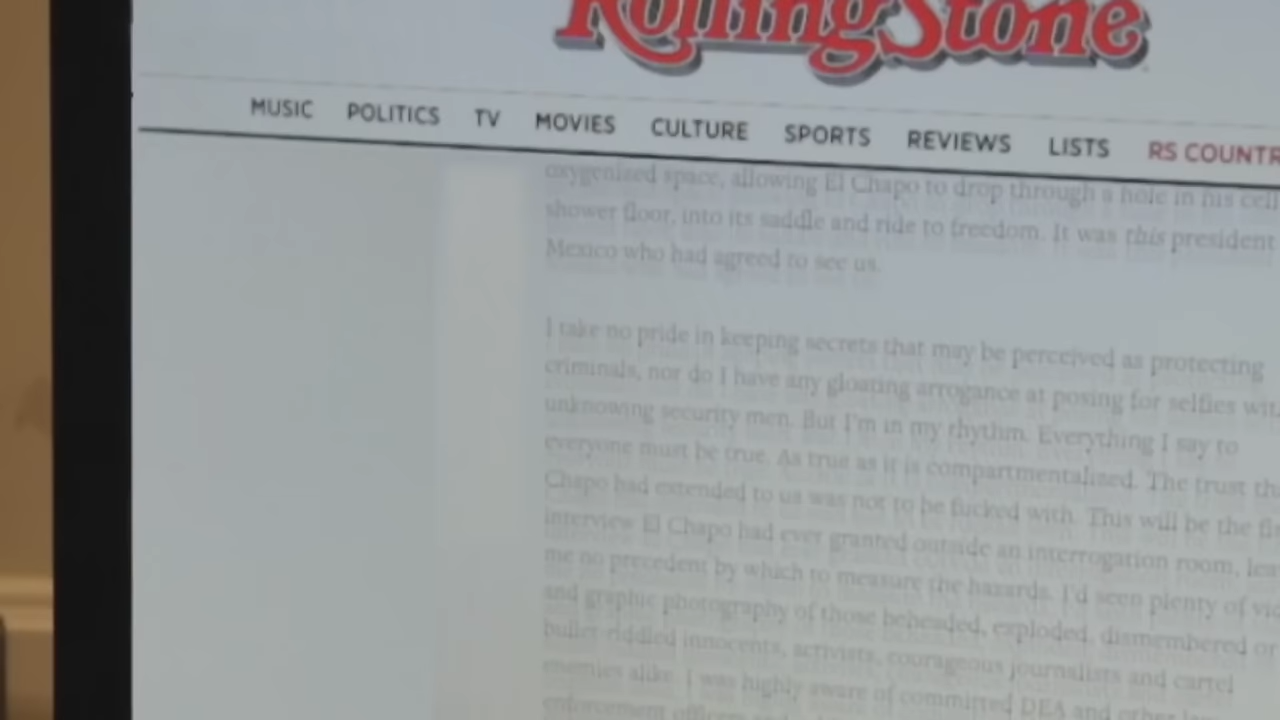 RollingStone
MUSIC POLITICS TV MOVIES CULTURE SPORTS REVIEWS LISTS RS COUNTR
oxygenized space, allowing El Chapo to drop through a hole in his cell
shower floor, into its saddle and ride to freedom. It was this president
Mexico who had agreed to see us.
I take no pride in keeping secrets that may be perceived as protecting
criminals, nor do I have any gloating arrogance at posing for selfies wit
unknowing security men. But I'm in my rhythm. Everything I say to
everyone must be true. As true as it is compartmentalized. The trust th
Chapo had extended to us was not to be fucked with. This will be the fi
interview El Chapo had ever granted outside an interrogation room, lea
me no precedent by which to measure the hazards. I'd seen plenty of vi
and graphic photography of those beheaded, exploded, dismembered or
bullet-riddled innocents, activists, courageous journalists and cartel
enemies alike. I was highly aware of committed DEA and other
enforcement officers